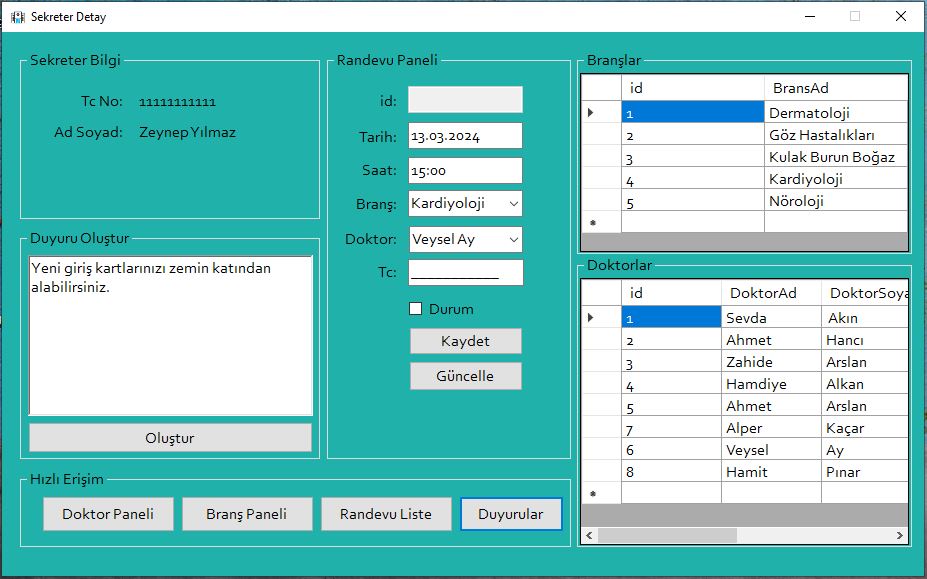 Sekreter Detay
Sekreter Bilgi
Tc No: 11111111111
Ad Soyad: Zeynep Yılmaz
Duyuru Oluştur
Yeni giriş kartlarınızı zemin katından
alabilirsiniz.
Oluştur
Randevu Paneli
id:
Tarih: 13.03.2024
Saat: 15:00
Branş: Kardiyoloji
Doktor: Veysel Ay
Tc: ___________
Durum
Kaydet
Güncelle
Hızlı Erişim
Doktor Paneli Branş Paneli Randevu Liste Duyurular
Branşlar
id BransAd
1 Dermatoloji
2 Göz Hastalıkları
3 Kulak Burun Boğaz
4 Kardiyoloji
5 Nöroloji
Doktorlar
id DoktorAd DoktorSoya
1 Sevda Akın
2 Ahmet Hancı
3 Zahide Arslan
4 Hamdiye Alkan
5 Ahmet Arslan
7 Alper Kaçar
6 Veysel Ay
8 Hamit Pınar